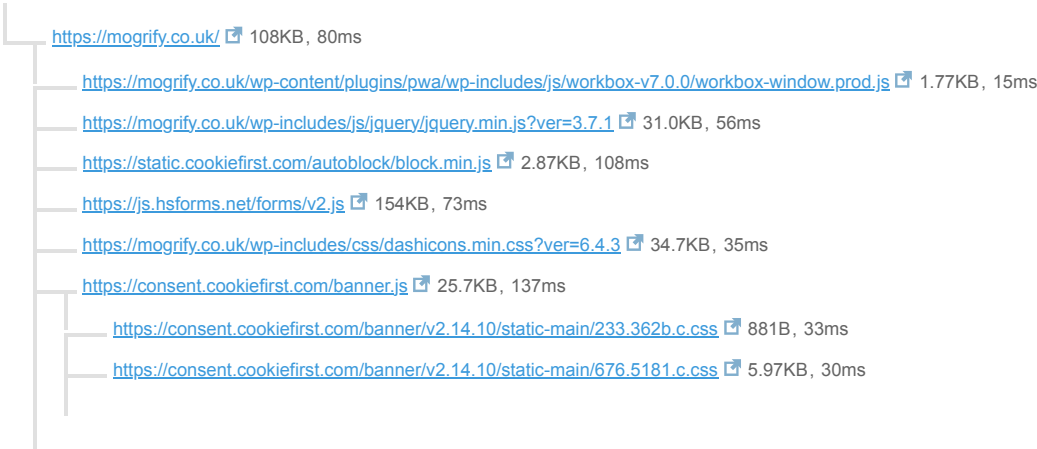 https://mogrify.co.uk/ 108KB, 80ms
https://mogrify.co.uk/wp-content/plugins/pwa/wp-includes/js/workbox-v7.0.0/workbox-window.prod.js 1.77KB, 15ms
https://mogrify.co.uk/wp-includes/js/jquery/jquery.min.js?ver=3.7.1 31.0KB, 56ms
https://static.cookiefirst.com/autoblock/block.min.js 2.87KB, 108ms
https://js.hsforms.net/forms/v2.js 154KB, 73ms
https://mogrify.co.uk/wp-includes/css/dashicons.min.css?ver=6.4.3 34.7KB, 35ms
https://consent.cookiefirst.com/banner.js 25.7KB, 137ms
https://consent.cookiefirst.com/banner/v2.14.10/static-main/233.362b.c.css 881B, 33ms
https://consent.cookiefirst.com/banner/v2.14.10/static-main/676.5181.c.css 5.97KB, 30ms